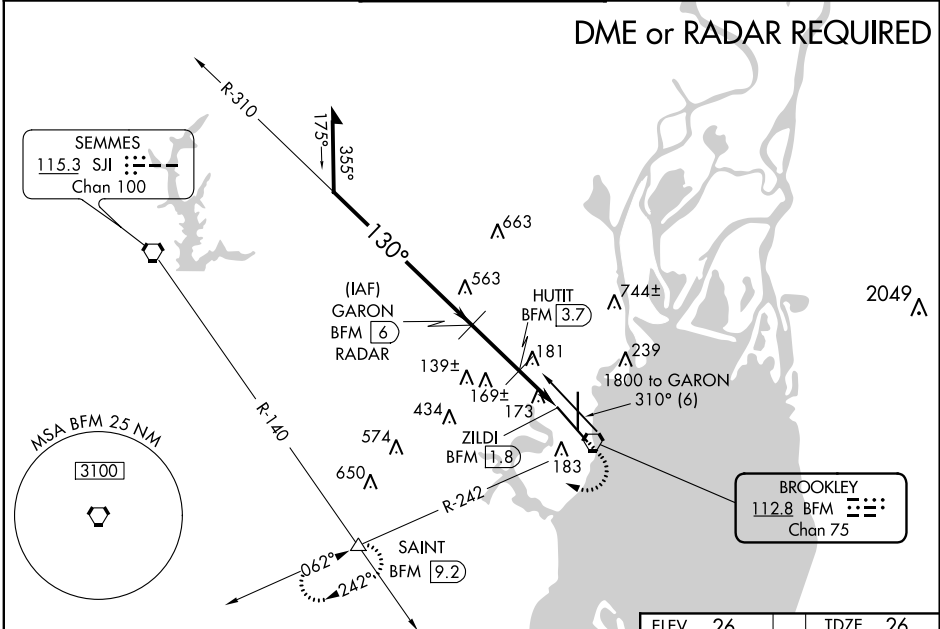 DME or RADAR REQUIRED
R-310
175°
355°
SEMMES
115.3 SJI
Chan 100
663
130°
563
(IAF)
GARON
BFM 6
RADAR
HUTIT
BFM 3.7
744±
2049
181
239
139±
169±
1800 to GARON
310° (6)
173
434
R-140
574
ZILDI
BFM 1.8
183
MSA BFM 25 NM
3100
650
R-242
BROOKLEY
112.8 BFM
Chan 75
SAINT
BFM 9.2
062°
242°
ELEV 26
TDZE 26